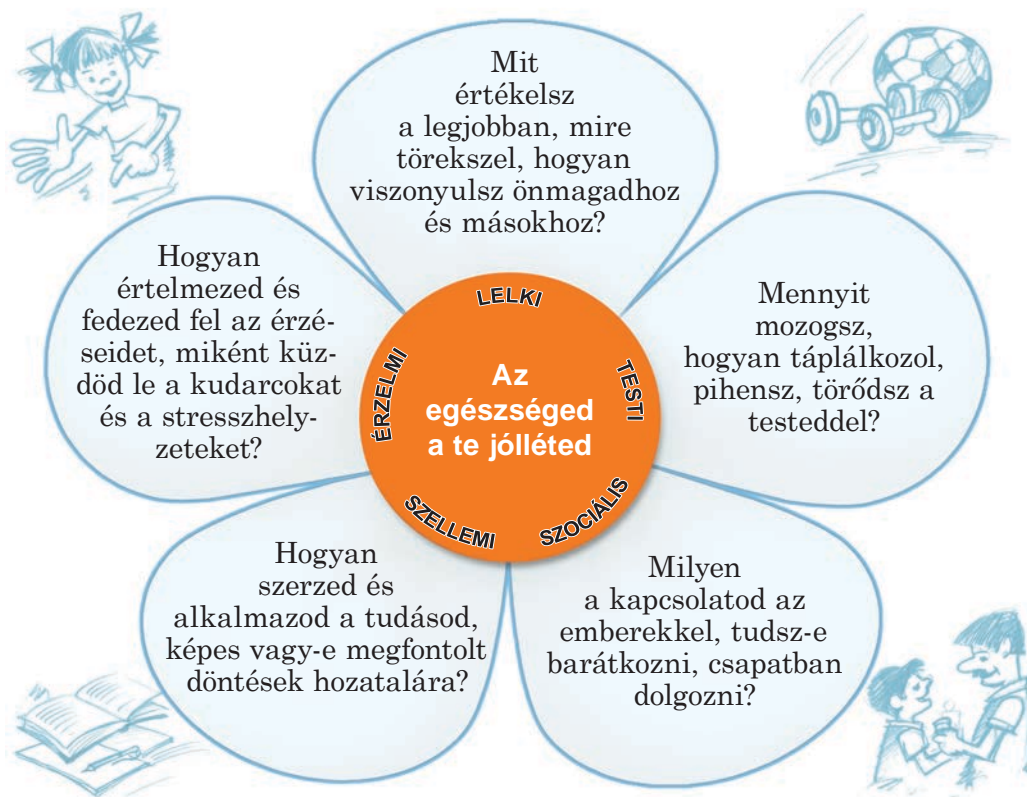 Mit
értékelsz
a legjobban, mire
törekszel, hogyan
viszonyulsz önmagadhoz
és másokhoz?
Hogyan
értelmezed és
fedezed fel az érzé-
seidet, miként küz-
död le a kudarcokat
és a stresszhely-
zeteket?
Mennyit
mozogsz,
hogyan táplálkozol,
pihensz, törődsz a
testeddel?
LELKI
ÉRZELMI
TESTI
Az
egészséged
a te jólléted
SZELLEMI
SZOCIÁLIS
Hogyan
szerzed és
alkalmazod a tudásod,
képes vagy-e megfontolt
döntések hozatalára?
Milyen
a kapcsolatod az
emberekkel, tudsz-e
barátkozni, csapatban
dolgozni?